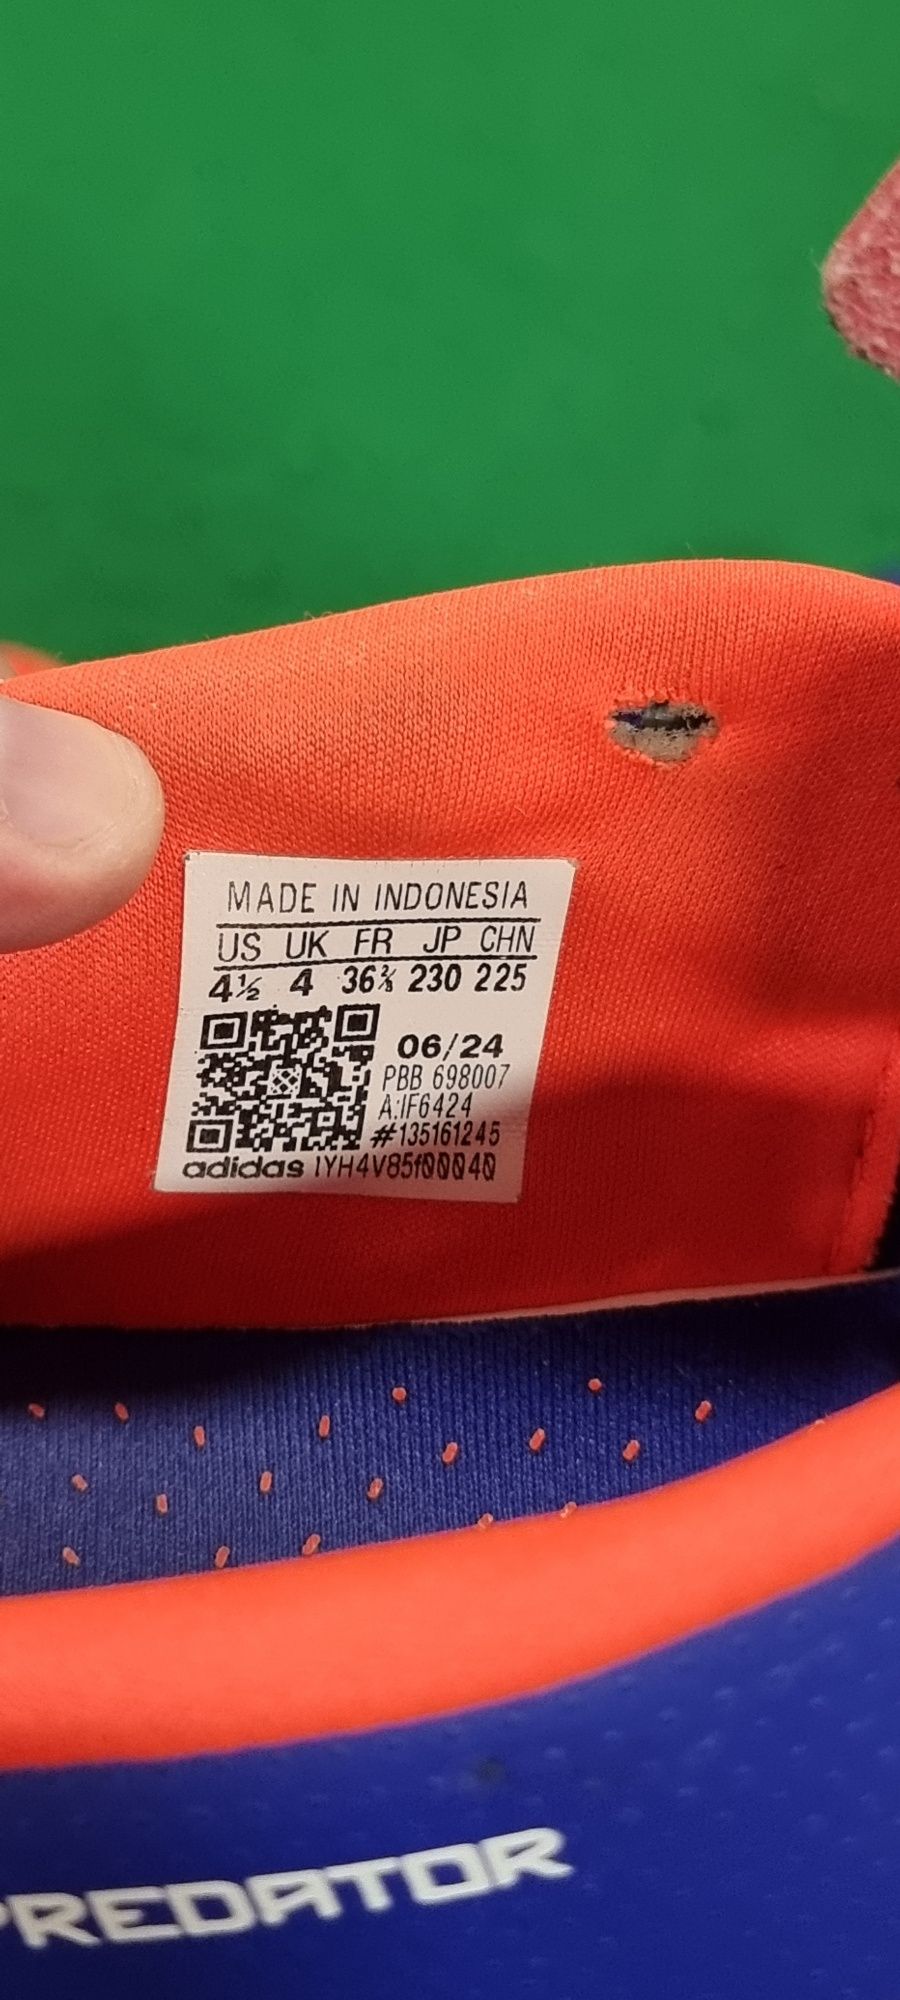 MADE IN INDONESIA
US UK FR JP CHN
4½ 4 36⅔ 230 225
06/24
PBB 698007
A:IF6424
#135161245
adidas IYH4V85f00040
PREDATOR